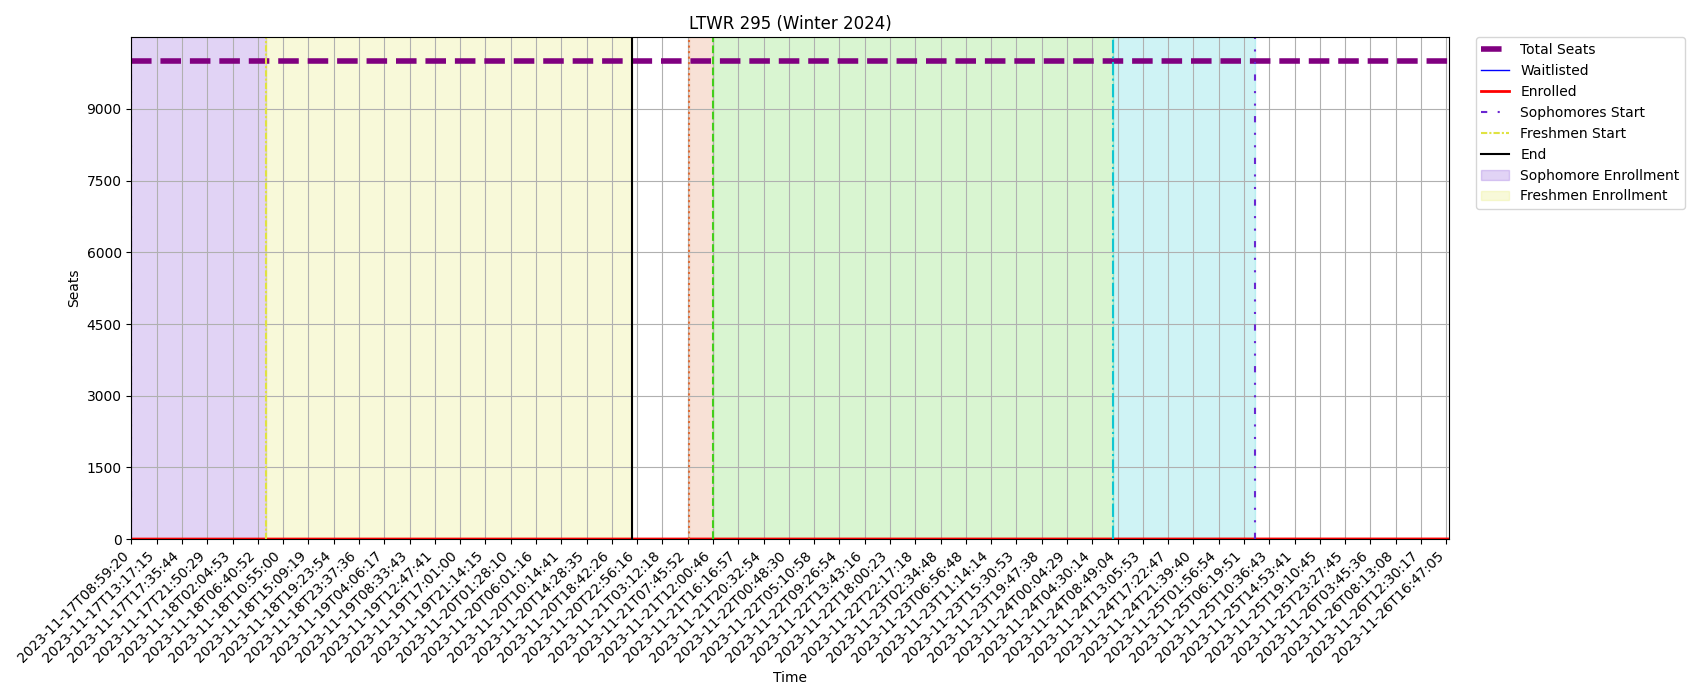 LTWR 295 (Winter 2024)
Total Seats
Waitlisted
Enrolled
Sophomores Start
Freshmen Start
End
Sophomore Enrollment
Freshmen Enrollment
Seats
9000
7500
6000
4500
3000
1500
0
2023-11-17T08:59:20
2023-11-17T13:17:15
2023-11-17T17:35:44
2023-11-17T21:50:29
2023-11-18T02:04:53
2023-11-18T06:40:52
2023-11-18T10:55:00
2023-11-18T15:09:19
2023-11-18T19:23:54
2023-11-18T23:37:36
2023-11-19T04:06:17
2023-11-19T08:33:43
2023-11-19T12:47:41
2023-11-19T17:01:00
2023-11-19T21:14:15
2023-11-20T01:28:10
2023-11-20T06:01:16
2023-11-20T10:14:41
2023-11-20T14:28:35
2023-11-20T18:42:26
2023-11-20T22:56:16
2023-11-21T03:12:18
2023-11-21T07:45:52
2023-11-21T12:00:46
2023-11-21T16:16:57
2023-11-21T20:32:54
2023-11-22T00:48:30
2023-11-22T05:10:58
2023-11-22T09:26:54
2023-11-22T13:43:16
2023-11-22T18:00:23
2023-11-22T22:17:18
2023-11-23T02:34:48
2023-11-23T06:56:48
2023-11-23T11:14:14
2023-11-23T15:30:53
2023-11-23T19:47:38
2023-11-24T00:04:29
2023-11-24T04:30:14
2023-11-24T08:49:04
2023-11-24T13:05:53
2023-11-24T17:22:47
2023-11-24T21:39:40
2023-11-25T01:56:54
2023-11-25T06:19:51
2023-11-25T10:36:43
2023-11-25T14:53:41
2023-11-25T19:10:45
2023-11-25T23:27:45
2023-11-26T03:45:36
2023-11-26T08:13:08
2023-11-26T12:30:17
2023-11-26T16:47:05
Time